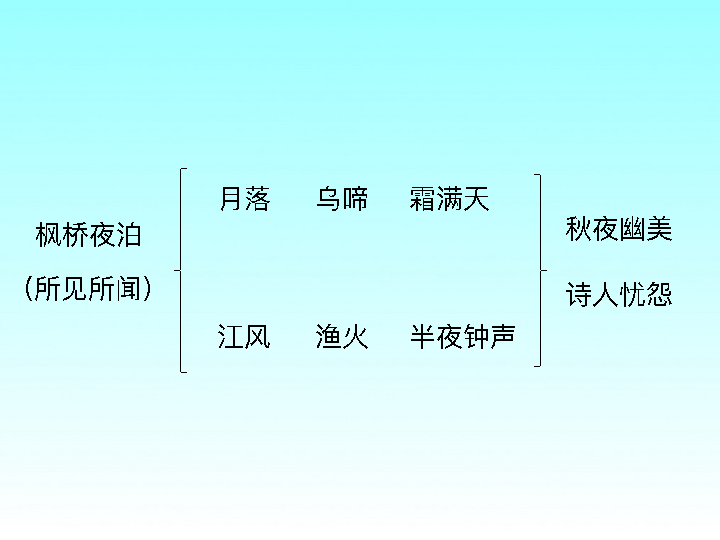 枫桥夜泊
（所见所闻）
月落 乌啼 霜满天
江风 渔火 半夜钟声
秋夜幽美
诗人忧怨